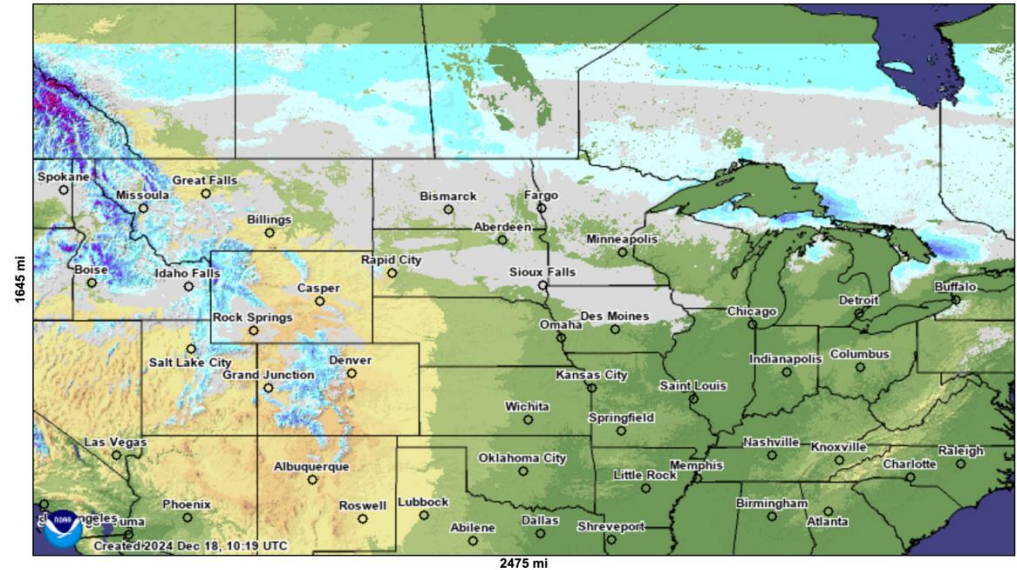 Spokane
Missoula
Great Falls
Billings
Bismarck
Fargo
Aberdeen
Minneapolis
Boise
Idaho Falls
Rapid City
Sioux Falls
Casper
Rock Springs
Buffalo
Detroit
Chicago
Des Moines
Omaha
1645 mi
Salt Lake City
Grand Junction
Denver
Indianapolis
Columbus
Kansas City
Saint Louis
Wichita
Springfield
Las Vegas
Albuquerque
Oklahoma City
Nashville
Knoxville
Raleigh
Little Rock
Memphis
Charlotte
Phoenix
Roswell
Lubbock
Birmingham
Atlanta
Abilene
Dallas
Shreveport
NOAA
Created 2024 Dec 18, 10:19 UTC
2475 mi